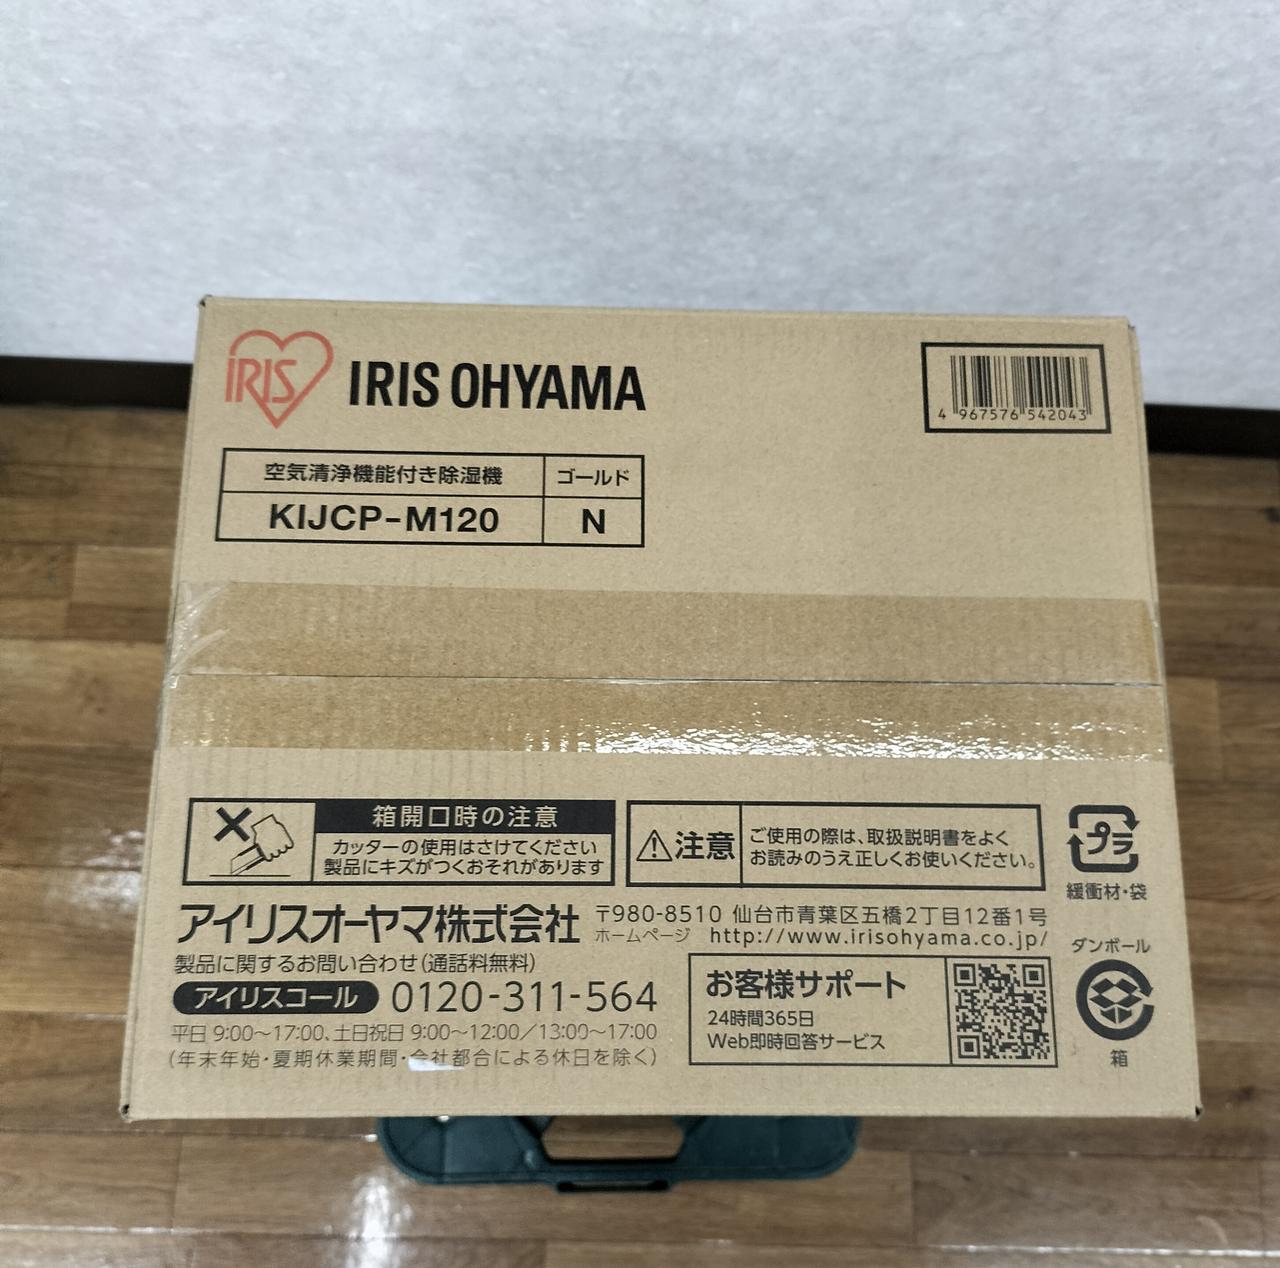 IRIS
IRIS OHYAMA
4 967576 542043
空気清浄機能付き除湿機 ゴールド
KIJCP-M120 N
箱開口時の注意
カッターの使用はさけてください
製品にキズがつくおそれがあります
注意
ご使用の際は、取扱説明書をよく
お読みのうえ正しくお使いください。
プラ
緩衝材・袋
アイリスオーヤマ株式会社
〒980-8510 仙台市青葉区五橋2丁目12番1号
ホームページ http://www.irisohyama.co.jp/
製品に関するお問い合わせ(通話料無料)
アイリスコール 0120-311-564
平日 9:00〜17:00、土日祝日 9:00〜12:00/13:00〜17:00
(年末年始・夏期休業期間・会社都合による休日を除く)
お客様サポート
24時間365日
Web即時回答サービス
ダンボール
箱